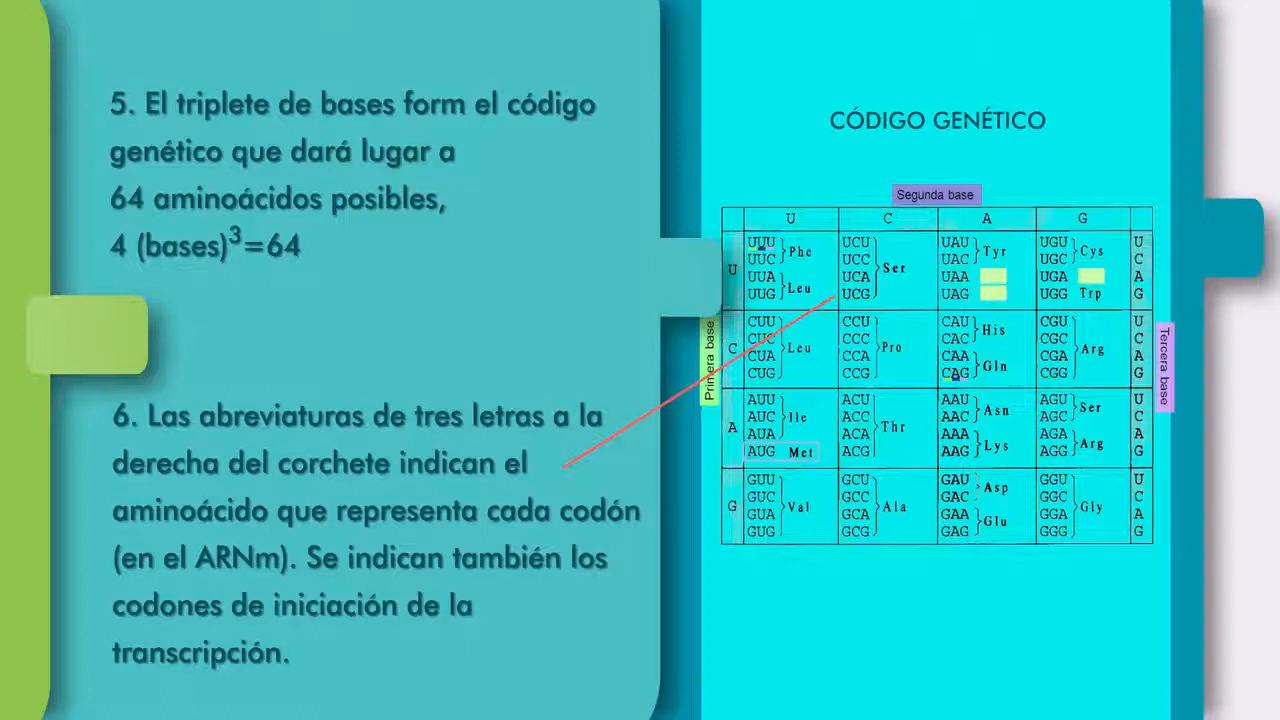 5. El triplete de bases form el código
genético que dará lugar a
64 aminoácidos posibles,
4 (bases)³=64
6. Las abreviaturas de tres letras a la
derecha del corchete indican el
aminoácido que representa cada codón
(en el ARNm). Se indican también los
codones de iniciación de la
transcripción.
CÓDIGO GENÉTICO
Segunda base
U C A G
Primera base
Tercera base
U
UUU UCU UAU UGU U
Phe Tyr Cys
UUC UCC UAC UGC C
Ser
UUA UCA UAA UGA A
Leu
UUG UCG UAG UGG Trp G
C
CUU CCU CAU CGU U
His
CUC CCC CAC CGC C
Leu Pro Arg
CUA CCA CAA CGA A
Gln
CUG CCG CAG CGG G
A
AUU ACU AAU AGU U
Ile Asn Ser
AUC ACC AAC AGC C
Thr
AUA ACA AAA AGA A
Lys Arg
AUG Met ACG AAG AGG G
G
GUU GCU GAU GGU U
Asp
GUC GCC GAC GGC C
Val Ala Gly
GUA GCA GAA GGA A
Glu
GUG GCG GAG GGG G